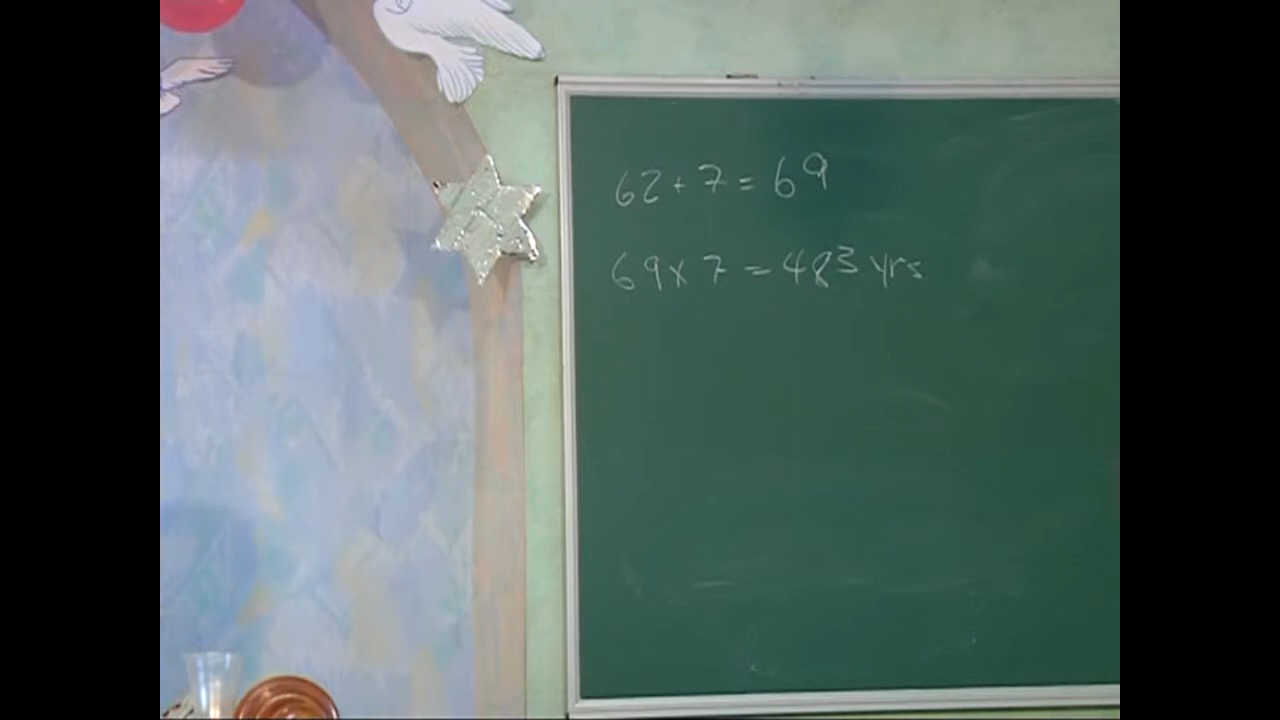 62 + 7 = 69
69 x 7 = 483 yrs